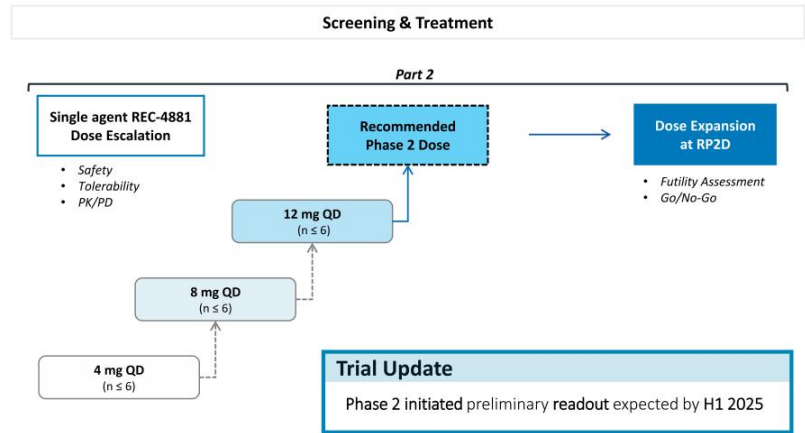 Screening & Treatment
Part 2
Single agent REC-4881
Dose Escalation
• Safety
• Tolerability
• PK/PD
Recommended
Phase 2 Dose
Dose Expansion
at RP2D
• Futility Assessment
• Go/No-Go
12 mg QD
(n ≤ 6)
8 mg QD
(n ≤ 6)
4 mg QD
(n ≤ 6)
Trial Update
Phase 2 initiated preliminary readout expected by H1 2025